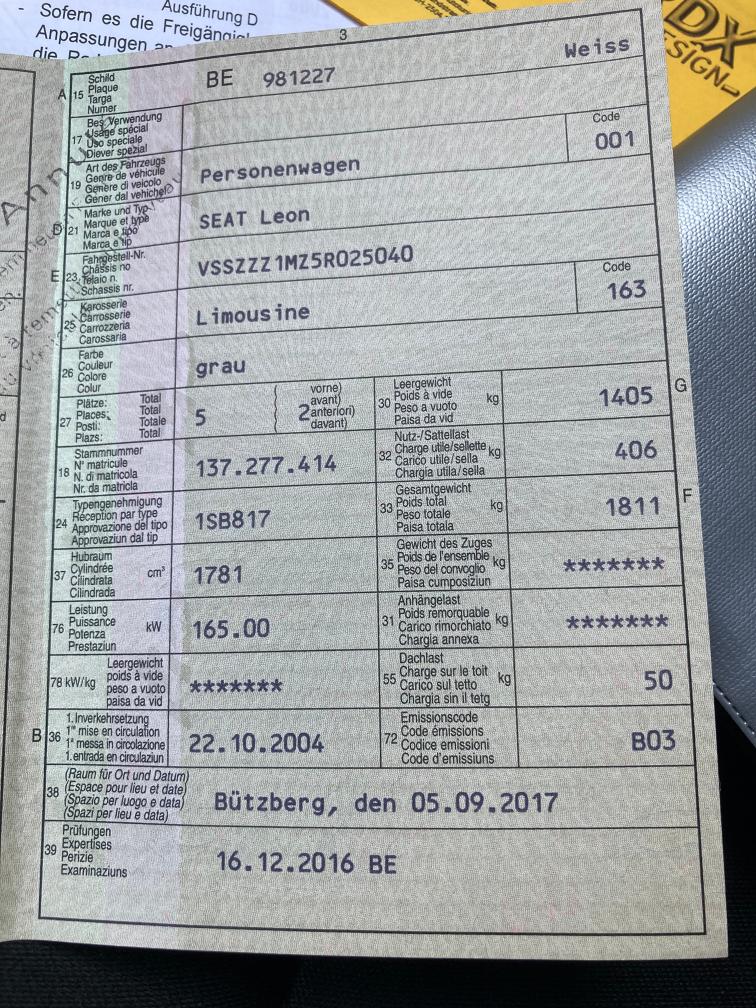 Ausführung D
- Sofern es die
Anpassungen
die
DX
3
A 15 Schild
Plaque
Targa
Numer
BE 981227
Weiss
17 Bes. Verwendung
Usage spécial
Uso speciale
Diever spezial
19 Art des Fahrzeugs
Genre de véhicule
Genere di veicolo
Gener dal vehichel
Personenwagen
Code
001
D 21 Marke und Typ
Marque et type
Marca e tipo
Marca e tip
SEAT Leon
E 23 Fahrgestell-Nr.
Châssis no
Telaio n.
Schassis nr.
VSSZZZ1MZ5R025040
25 Karosserie
Carrosserie
Carrozzeria
Carossaria
Limousine
Code
163
26 Farbe
Couleur
Colore
Colur
grau
27 Plätze: Total
Places: Total
Posti: Totale
Plazs: Total
5
2
vorne)
avant)
anteriori)
davant)
30 Leergewicht
Poids à vide
Peso a vuoto
Paisa da vid
kg
1405
G
18 Stammnummer
N° matricule
N. di matricola
Nr. da matricla
137.277.414
32 Nutz-/Sattellast
Charge utile/sellette
Carico utile/sella
Chargia utila/sella
kg
406
24 Typengenehmigung
Réception par type
Approvazione del tipo
Approvaziun dal tip
1SB817
33 Gesamtgewicht
Poids total
Peso totale
Paisa totala
kg
1811
F
37 Hubraum
Cylindrée
Cilindrata
Cilindrada
cm³
1781
35 Gewicht des Zuges
Poids de l'ensemble
Peso del convoglio
Paisa cumposiziun
kg
*******
76 Leistung
Puissance
Potenza
Prestaziun
kW
165.00
31 Anhängelast
Poids remorquable
Carico rimorchiato
Chargia annexa
kg
*******
78 kW/kg Leergewicht
poids à vide
peso a vuoto
paisa da vid
*******
55 Dachlast
Charge sur le toit
Carico sul tetto
Chargia sin il tetg
kg
50
B 36 1. Inverkehrsetzung
1re mise en circulation
1a messa in circolazione
1. entrada en circulaziun
22.10.2004
72 Emissionscode
Code émissions
Codice emissioni
Code d'emissiuns
B03
38 (Raum für Ort und Datum)
(Espace pour lieu et date)
(Spazio per luogo e data)
(Spazi per lieu e data)
Bützberg, den 05.09.2017
39 Prüfungen
Expertises
Perizie
Examinaziuns
16.12.2016 BE